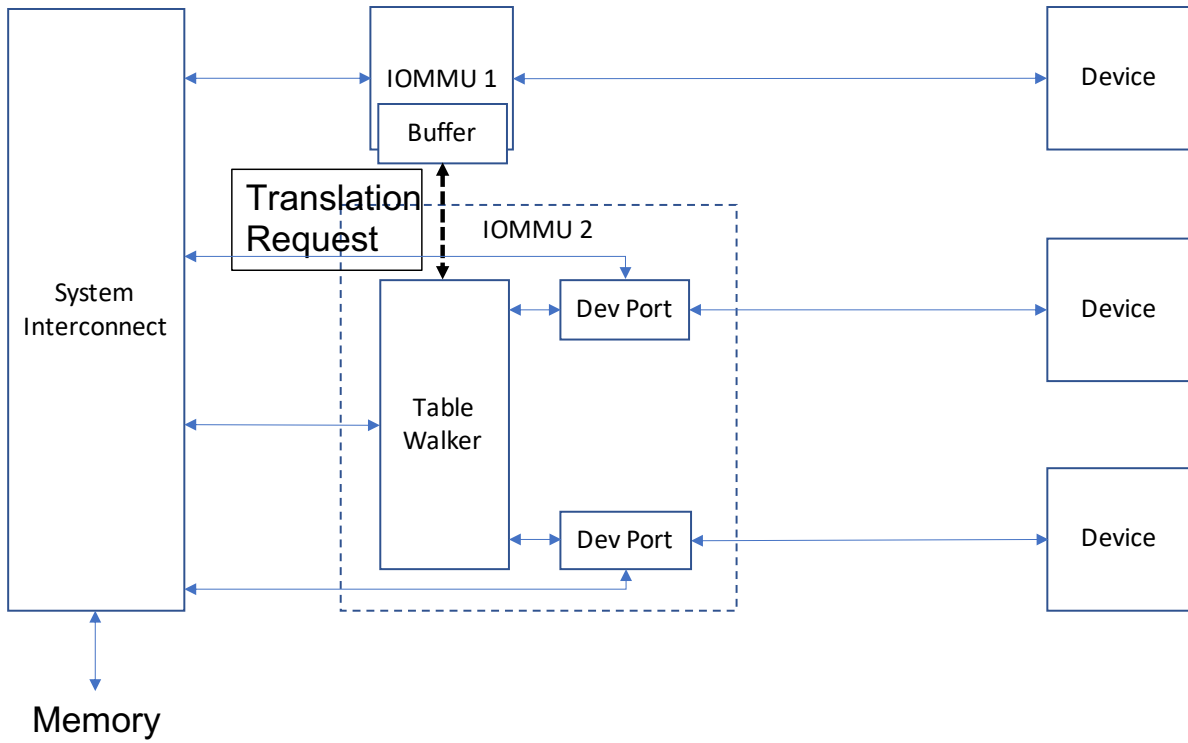 IOMMU 1
Device
Buffer
Translation
Request
IOMMU 2
System
Interconnect
Dev Port
Device
Table
Walker
Dev Port
Device
Memory